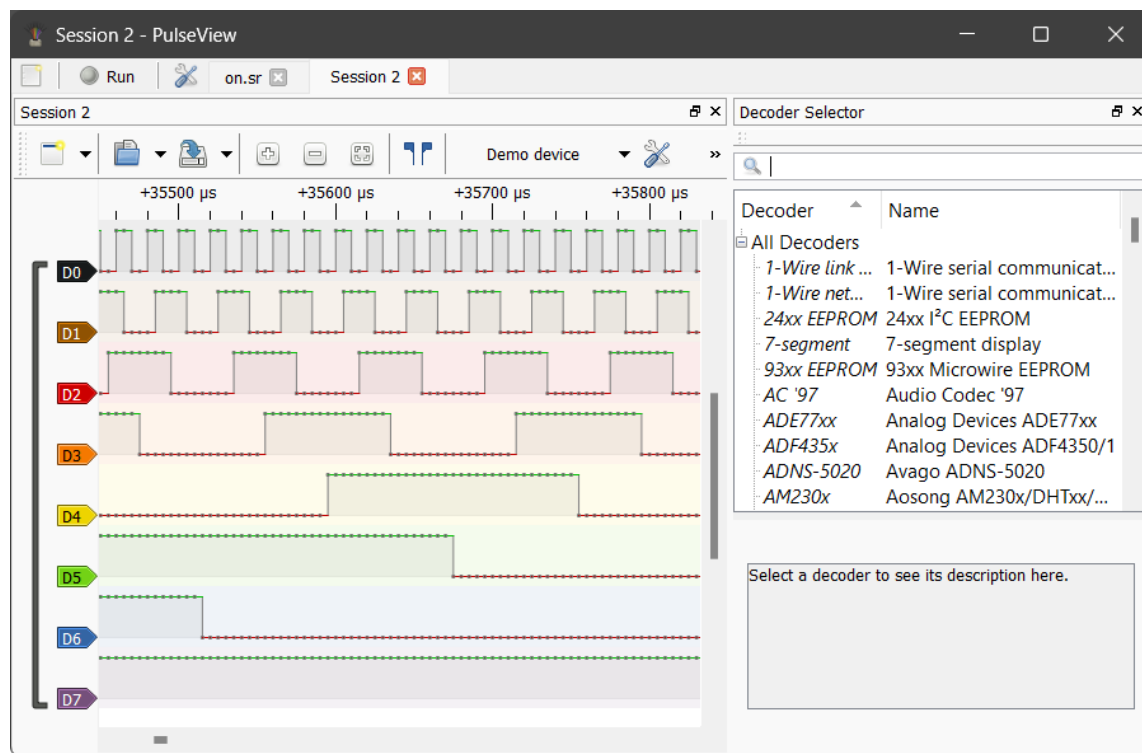 Session 2 - PulseView
Run
on.sr
Session 2
Session 2
Demo device
»
+35500 µs +35600 µs +35700 µs +35800 µs
D0
D1
D2
D3
D4
D5
D6
D7
Decoder Selector
Decoder Name
All Decoders
1-Wire link ... 1-Wire serial communicat...
1-Wire net... 1-Wire serial communicat...
24xx EEPROM 24xx I²C EEPROM
7-segment 7-segment display
93xx EEPROM 93xx Microwire EEPROM
AC '97 Audio Codec '97
ADE77xx Analog Devices ADE77xx
ADF435x Analog Devices ADF4350/1
ADNS-5020 Avago ADNS-5020
AM230x Aosong AM230x/DHTxx/...
Select a decoder to see its description here.